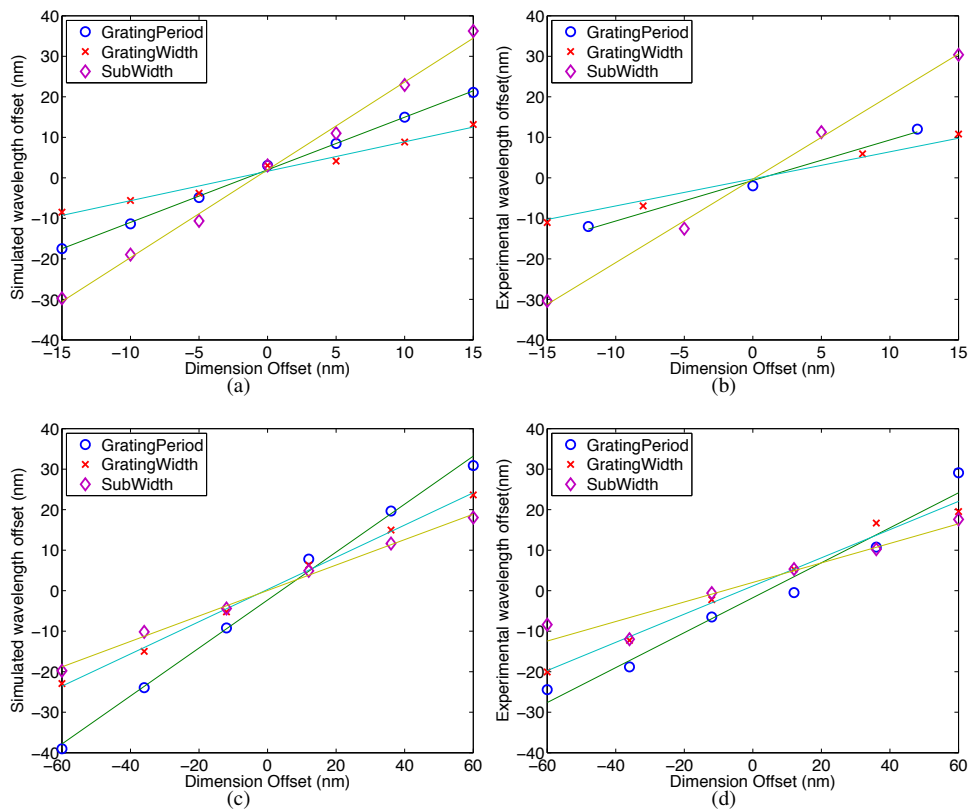 40
30
20
10
0
−10
−20
−30
−40
Simulated wavelength offset (nm)
GratingPeriod
GratingWidth
SubWidth
−15 −10 −5 0 5 10 15
Dimension Offset (nm)
(a)
40
30
20
10
0
−10
−20
−30
−40
Experimental wavelength offset(nm)
GratingPeriod
GratingWidth
SubWidth
−15 −10 −5 0 5 10 15
Dimension Offset (nm)
(b)
40
30
20
10
0
−10
−20
−30
−40
Simulated wavelength offset (nm)
GratingPeriod
GratingWidth
SubWidth
−60 −40 −20 0 20 40 60
Dimension Offset (nm)
(c)
40
30
20
10
0
−10
−20
−30
−40
Experimental wavelength offset(nm)
GratingPeriod
GratingWidth
SubWidth
−60 −40 −20 0 20 40 60
Dimension Offset (nm)
(d)